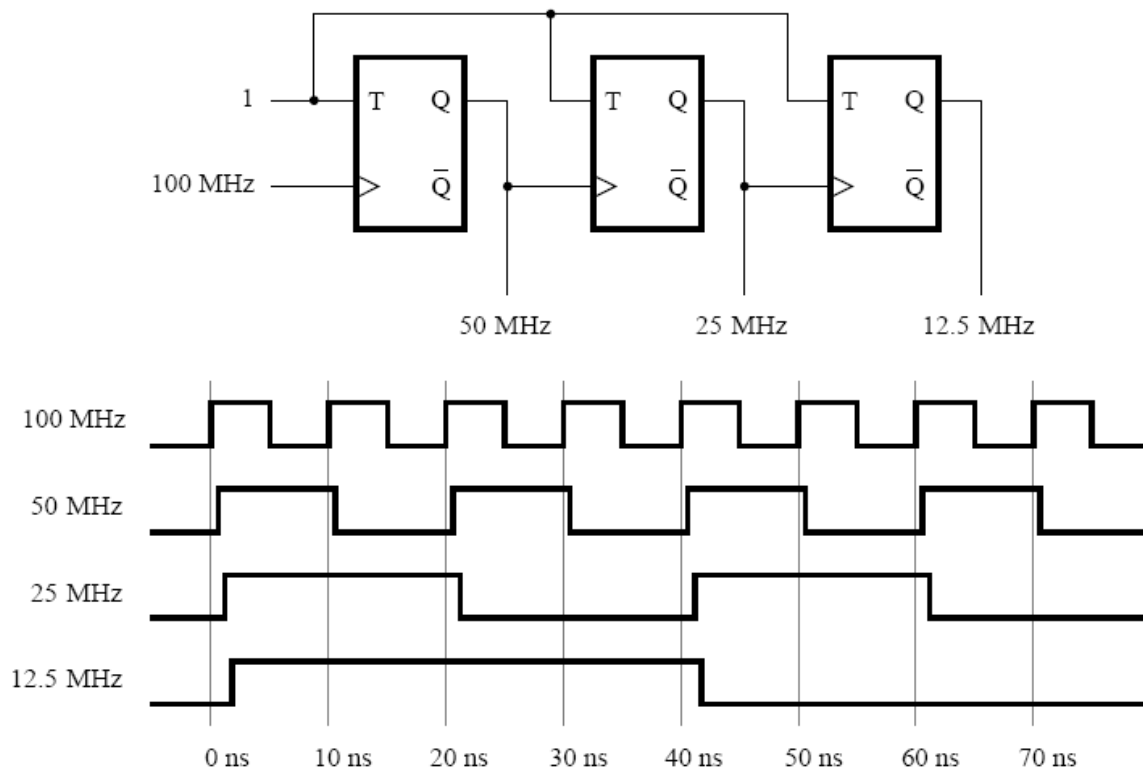 1 T Q T Q T Q
100 MHz Q̅ Q̅ Q̅
50 MHz 25 MHz 12.5 MHz
100 MHz
50 MHz
25 MHz
12.5 MHz
0 ns 10 ns 20 ns 30 ns 40 ns 50 ns 60 ns 70 ns